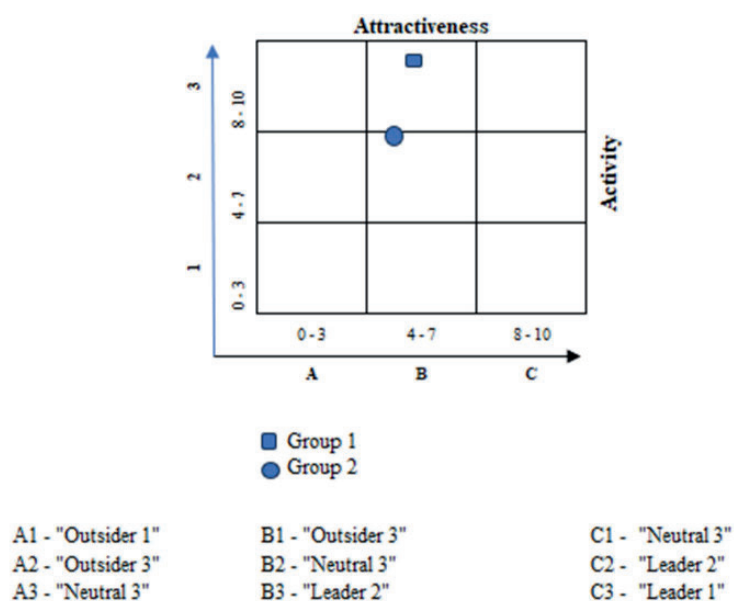 Attractiveness
3
8 - 10
2
4 - 7
1
0 - 3
Activity
0 - 3 4 - 7 8 - 10
A B C
Group 1
Group 2
A1 - "Outsider 1" B1 - "Outsider 3" C1 - "Neutral 3"
A2 - "Outsider 3" B2 - "Neutral 3" C2 - "Leader 2"
A3 - "Neutral 3" B3 - "Leader 2" C3 - "Leader 1"